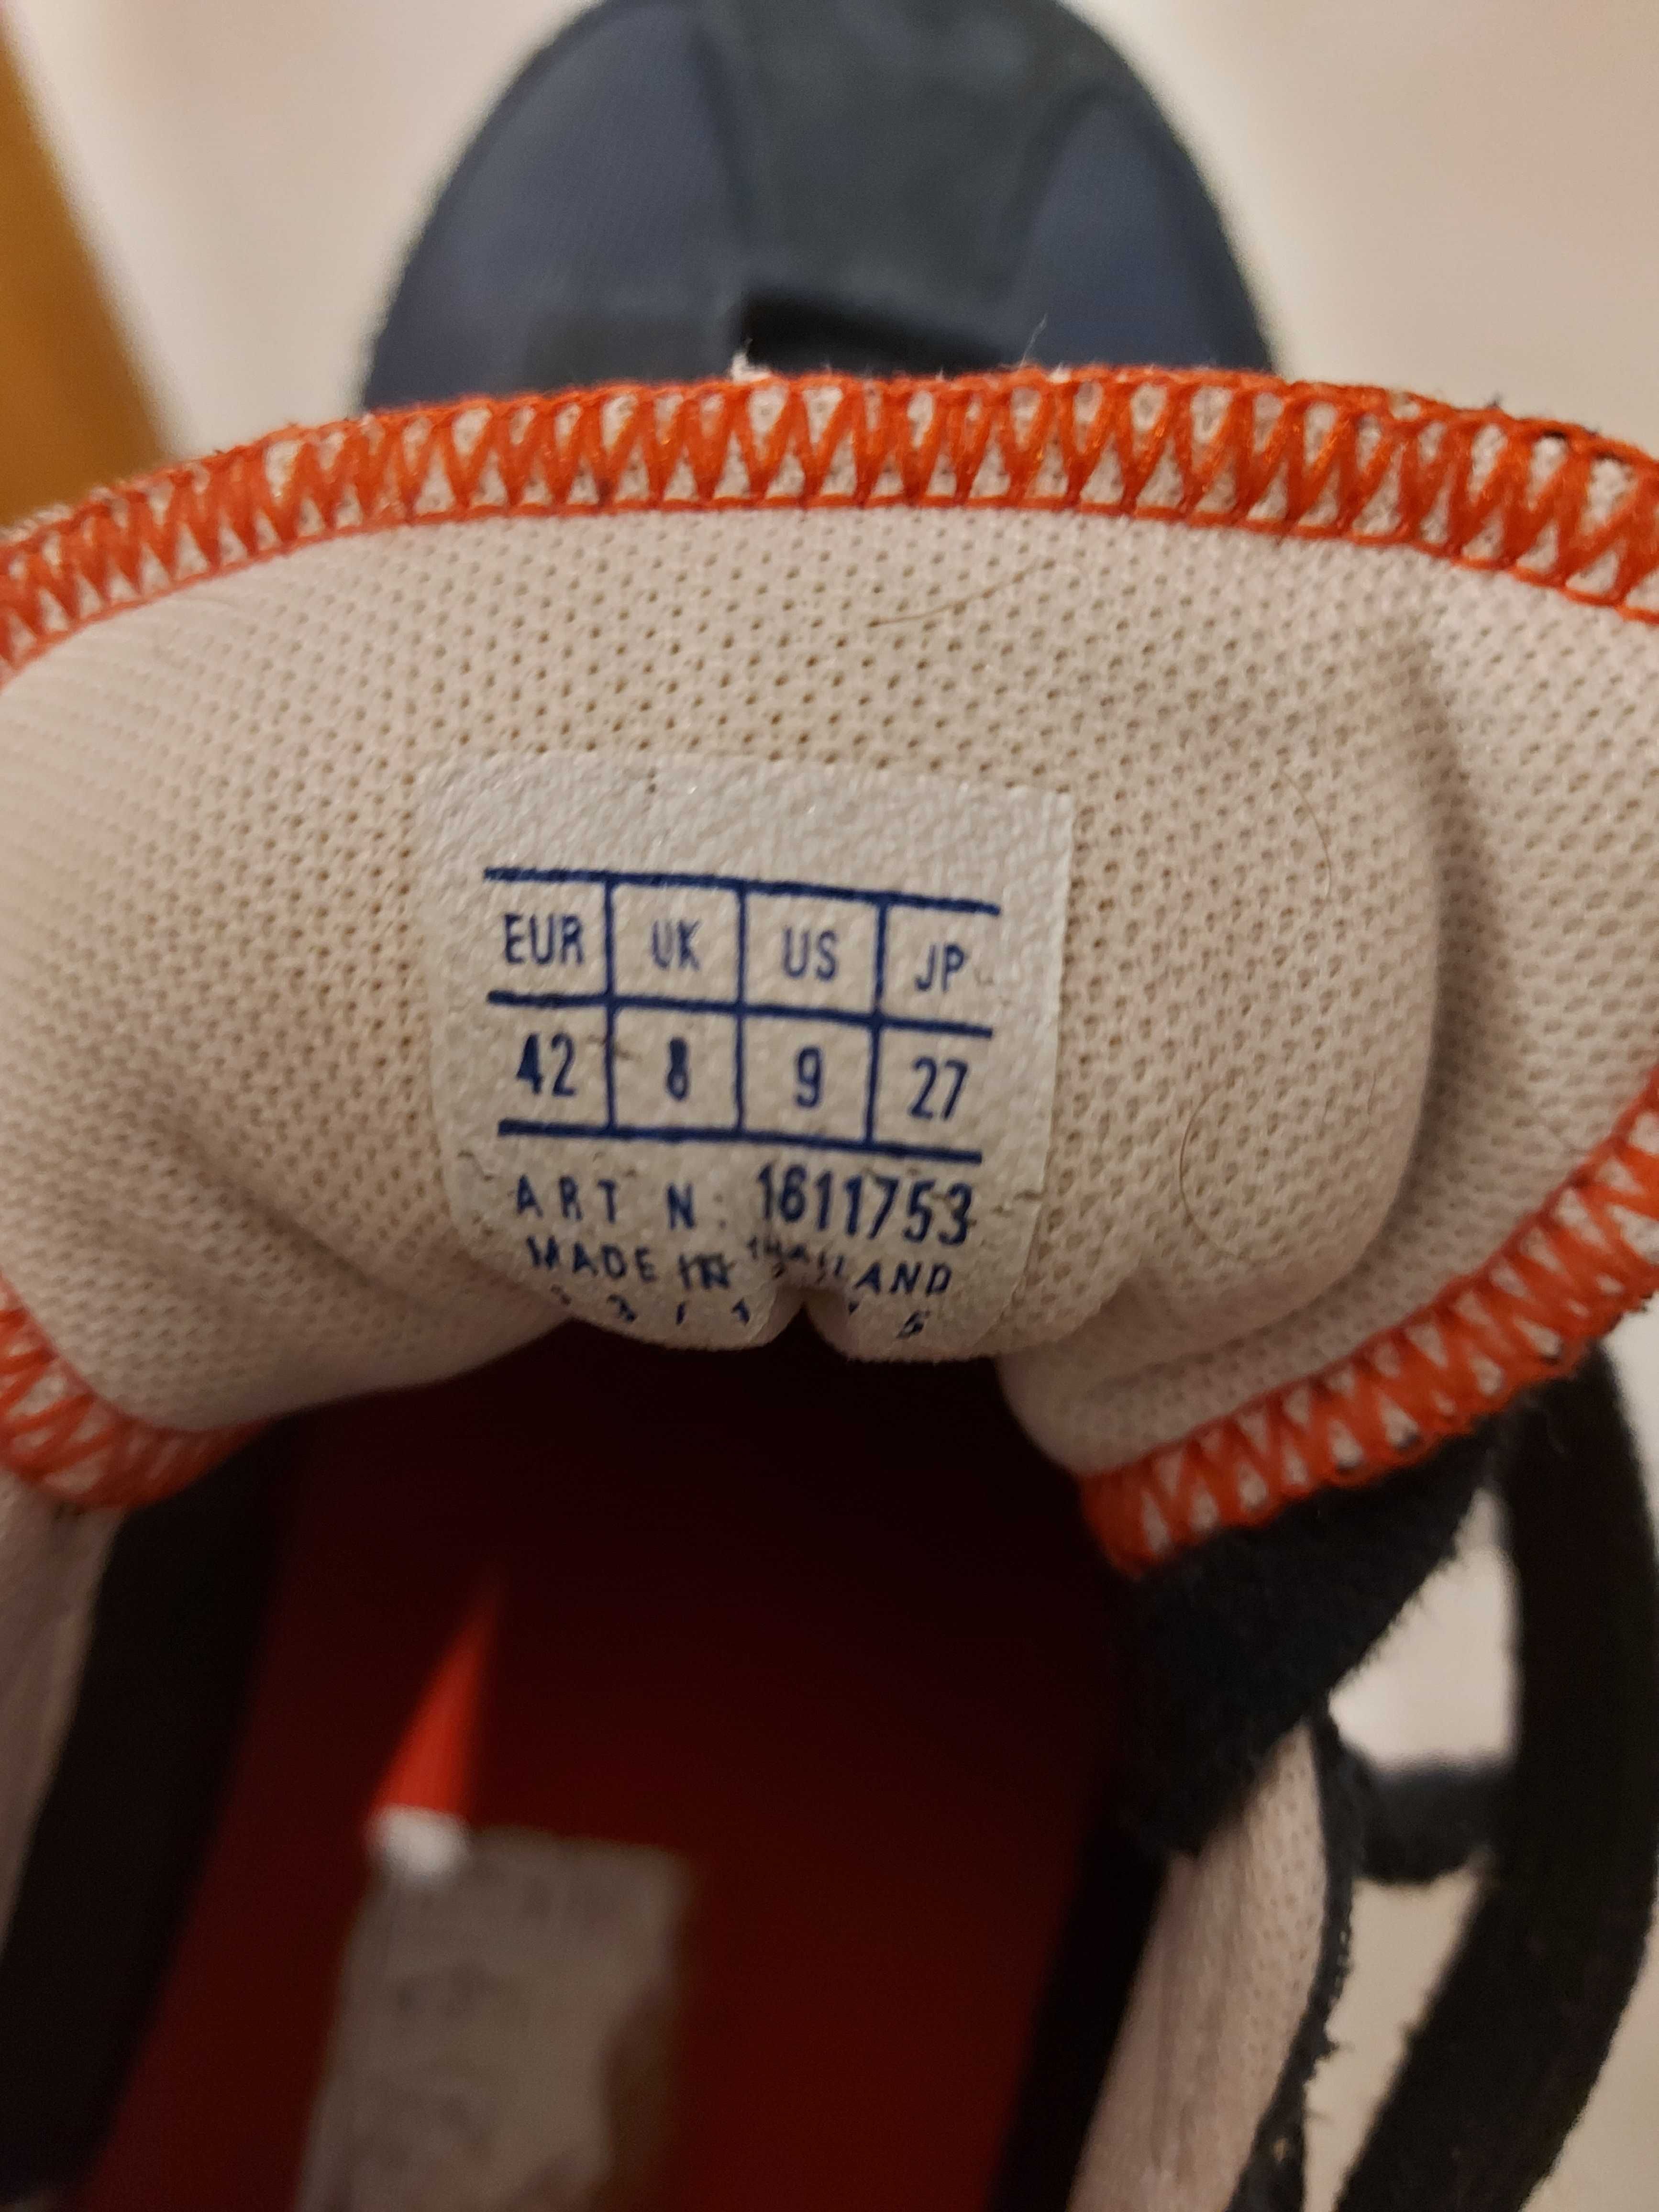 EUR UK US JP
42 8 9 27
ART N: 1611753
MADE IN THAILAND